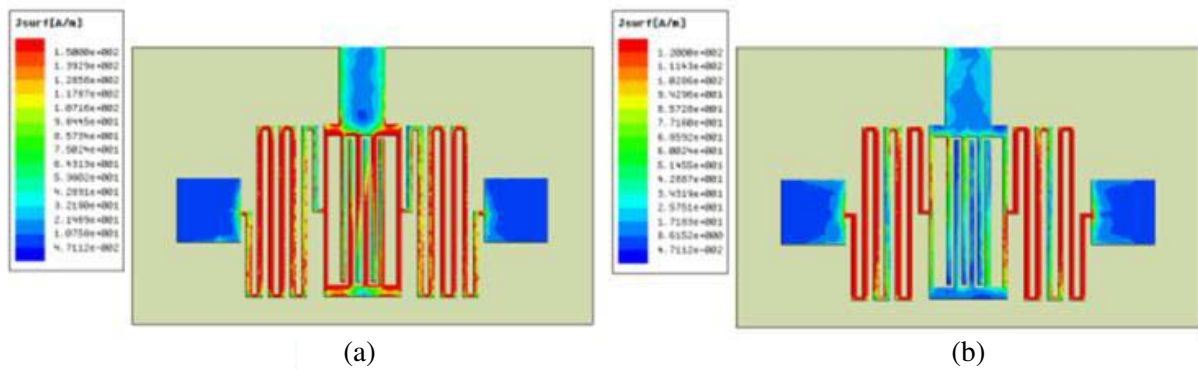 Jsurf[A/m]
1.5000e+002
1.3929e+002
1.2858e+002
1.1787e+002
1.0716e+002
9.6445e+001
8.5734e+001
7.5024e+001
6.4313e+001
5.3602e+001
4.2891e+001
3.2180e+001
2.1469e+001
1.0758e+001
4.7112e-002
(a)
Jsurf[A/m]
1.2000e+002
1.1143e+002
1.0286e+002
9.4296e+001
8.5728e+001
7.7160e+001
6.8592e+001
6.0024e+001
5.1455e+001
4.2887e+001
3.4319e+001
2.5751e+001
1.7183e+001
8.6152e+000
4.7112e-002
(b)